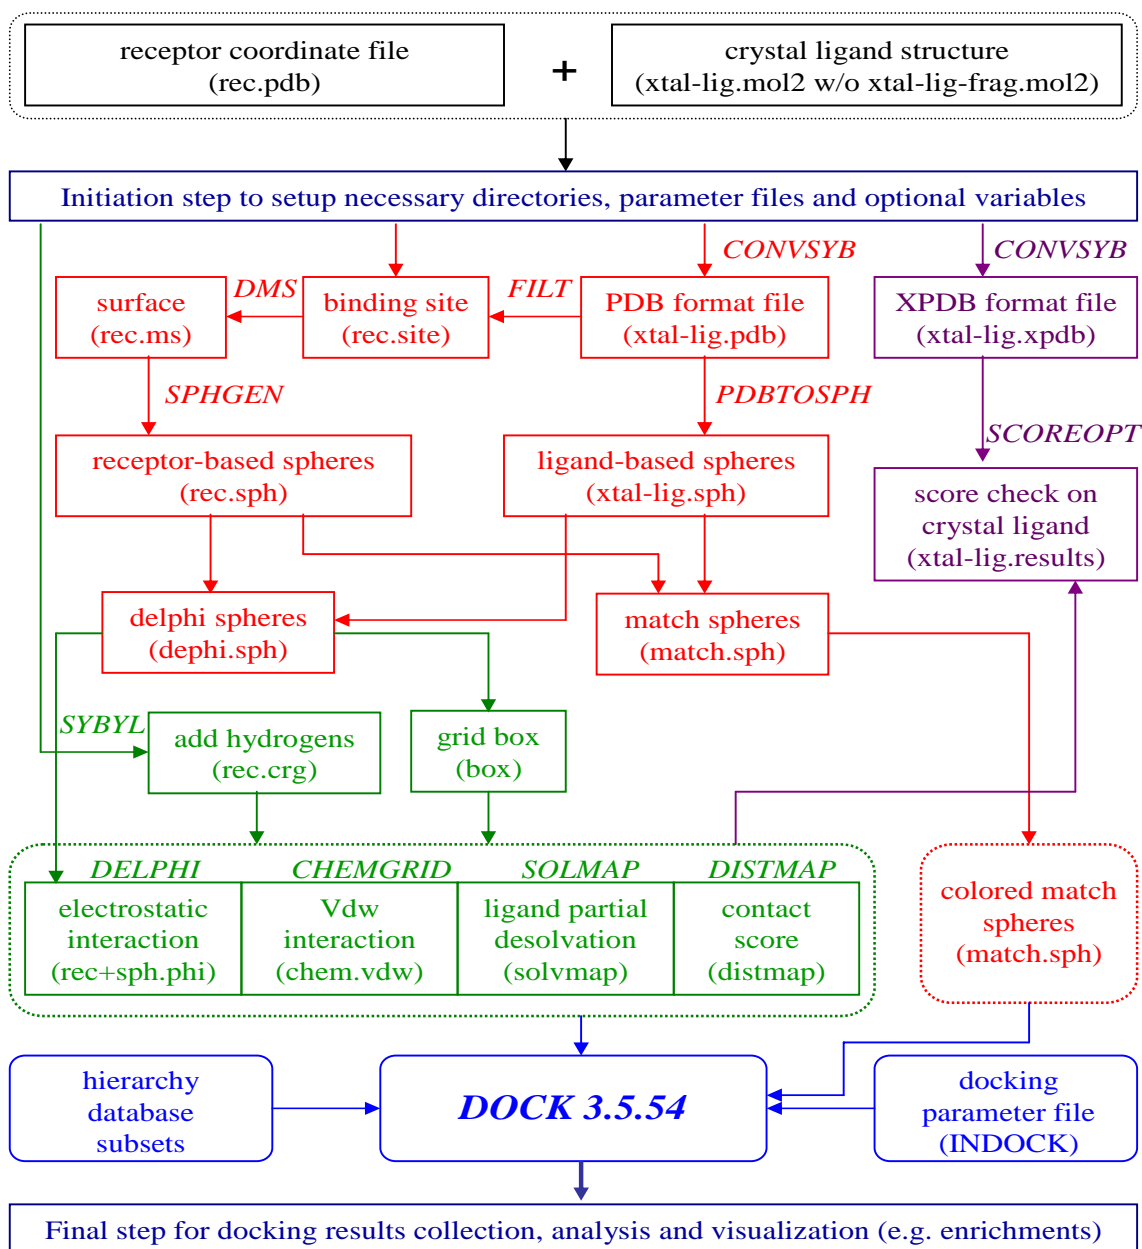 receptor coordinate file
(rec.pdb)
+
crystal ligand structure
(xtal-lig.mol2 w/o xtal-lig-frag.mol2)
Initiation step to setup necessary directories, parameter files and optional variables
CONVSYB
CONVSYB
surface
(rec.ms)
DMS
binding site
(rec.site)
FILT
PDB format file
(xtal-lig.pdb)
XPDB format file
(xtal-lig.xpdb)
SPHGEN
PDBTOSPH
SCOREOPT
receptor-based spheres
(rec.sph)
ligand-based spheres
(xtal-lig.sph)
score check on
crystal ligand
(xtal-lig.results)
delphi spheres
(dephi.sph)
match spheres
(match.sph)
SYBYL
add hydrogens
(rec.crg)
grid box
(box)
DELPHI
CHEMGRID
SOLMAP
DISTMAP
electrostatic
interaction
(rec+sph.phi)
Vdw
interaction
(chem.vdw)
ligand partial
desolvation
(solvmap)
contact
score
(distmap)
colored match
spheres
(match.sph)
hierarchy
database
subsets
DOCK 3.5.54
docking
parameter file
(INDOCK)
Final step for docking results collection, analysis and visualization (e.g. enrichments)